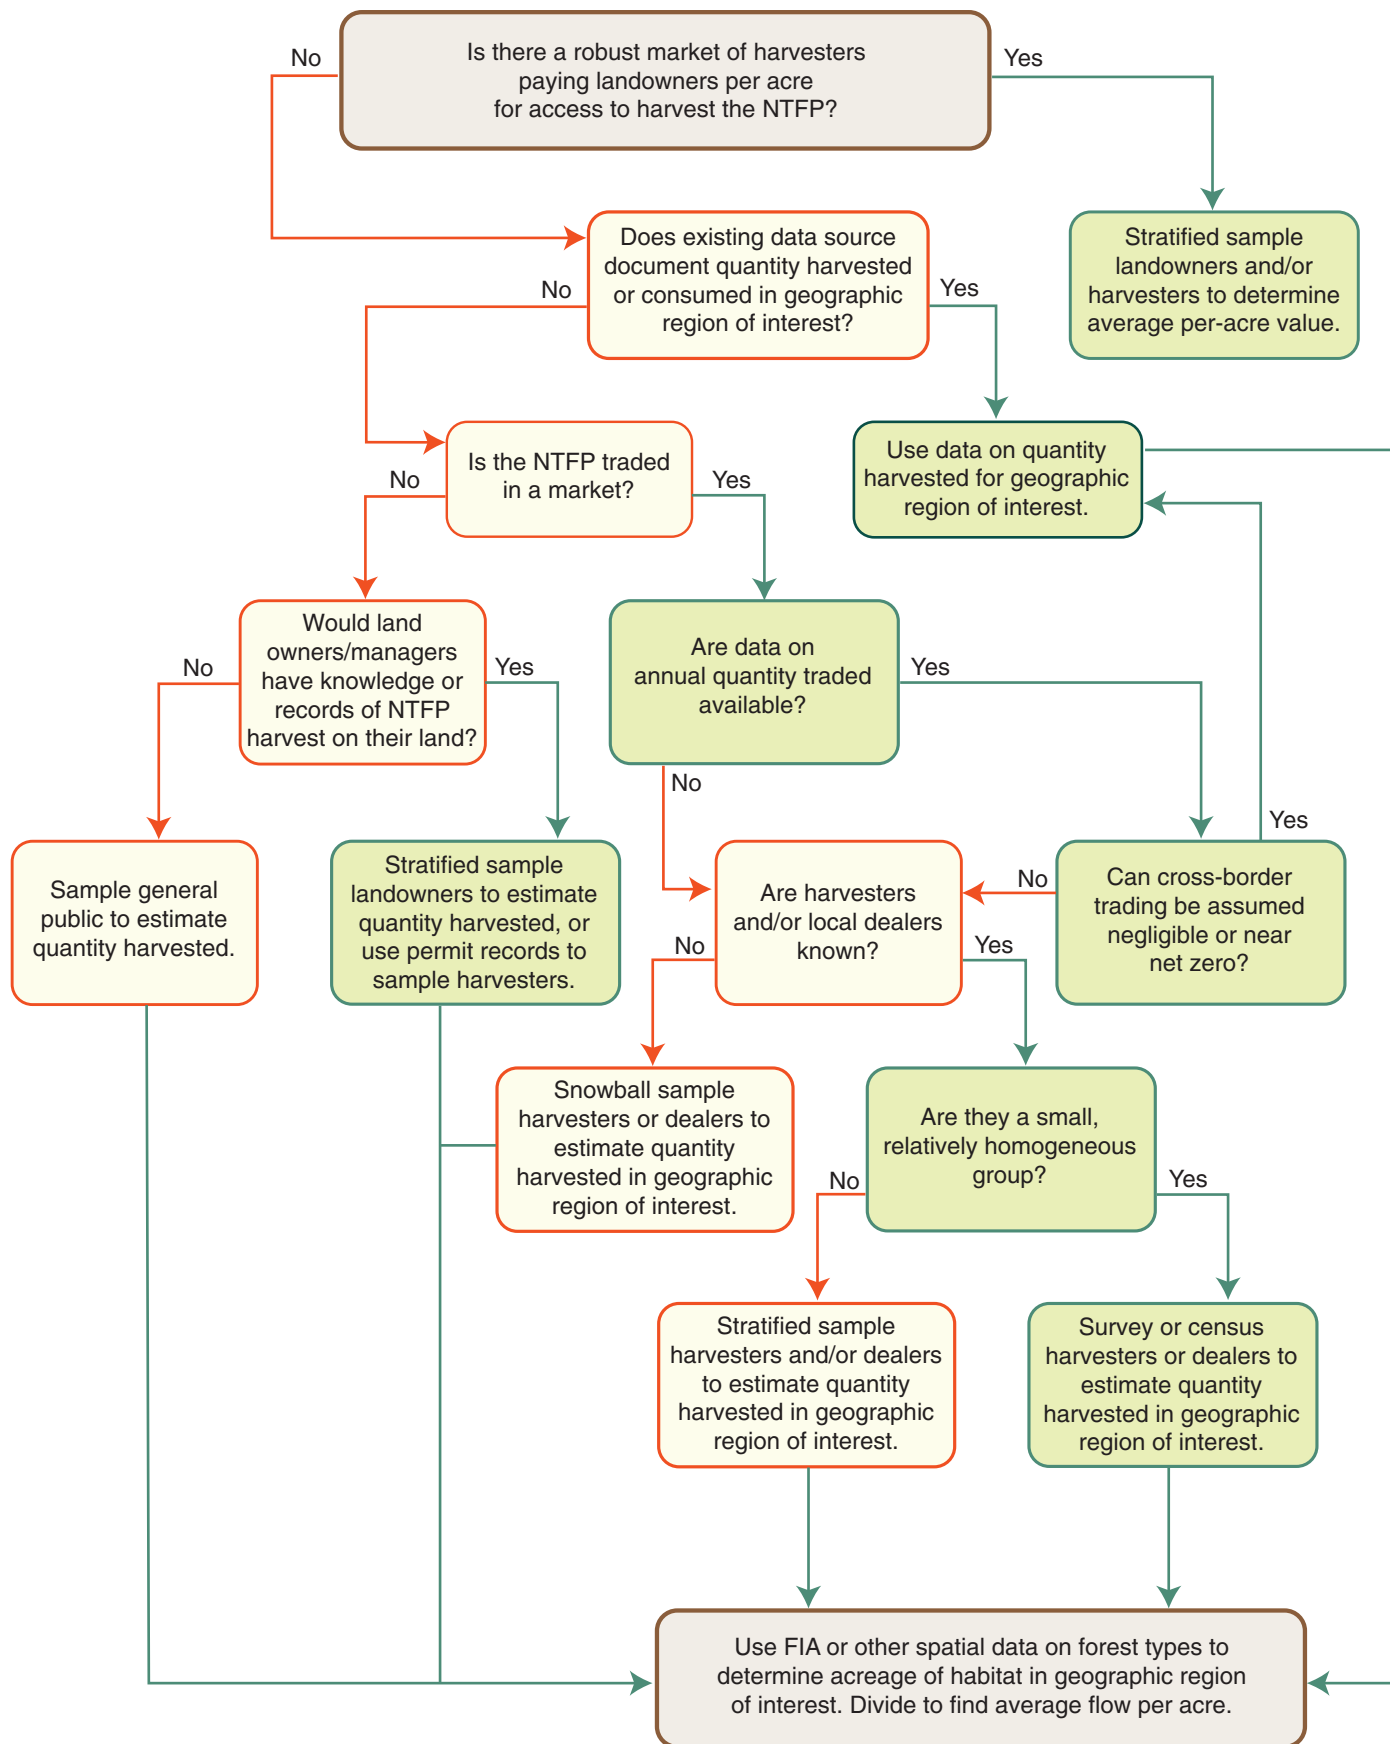 Is there a robust market of harvesters
paying landowners per acre
for access to harvest the NTFP?
No
Yes
Does existing data source
document quantity harvested
or consumed in geographic
region of interest?
Stratified sample
landowners and/or
harvesters to determine
average per-acre value.
No
Yes
Is the NTFP traded
in a market?
Use data on quantity
harvested for geographic
region of interest.
No
Yes
Would land
owners/managers
have knowledge or
records of NTFP
harvest on their land?
Are data on
annual quantity traded
available?
No
Yes
Yes
No
Yes
Sample general
public to estimate
quantity harvested.
Stratified sample
landowners to estimate
quantity harvested, or
use permit records to
sample harvesters.
Are harvesters
and/or local dealers
known?
No
Can cross-border
trading be assumed
negligible or near
net zero?
No
Yes
Snowball sample
harvesters or dealers to
estimate quantity
harvested in geographic
region of interest.
Are they a small,
relatively homogeneous
group?
No
Yes
Stratified sample
harvesters and/or dealers
to estimate quantity
harvested in geographic
region of interest.
Survey or census
harvesters or dealers to
estimate quantity
harvested in geographic
region of interest.
Use FIA or other spatial data on forest types to
determine acreage of habitat in geographic region
of interest. Divide to find average flow per acre.